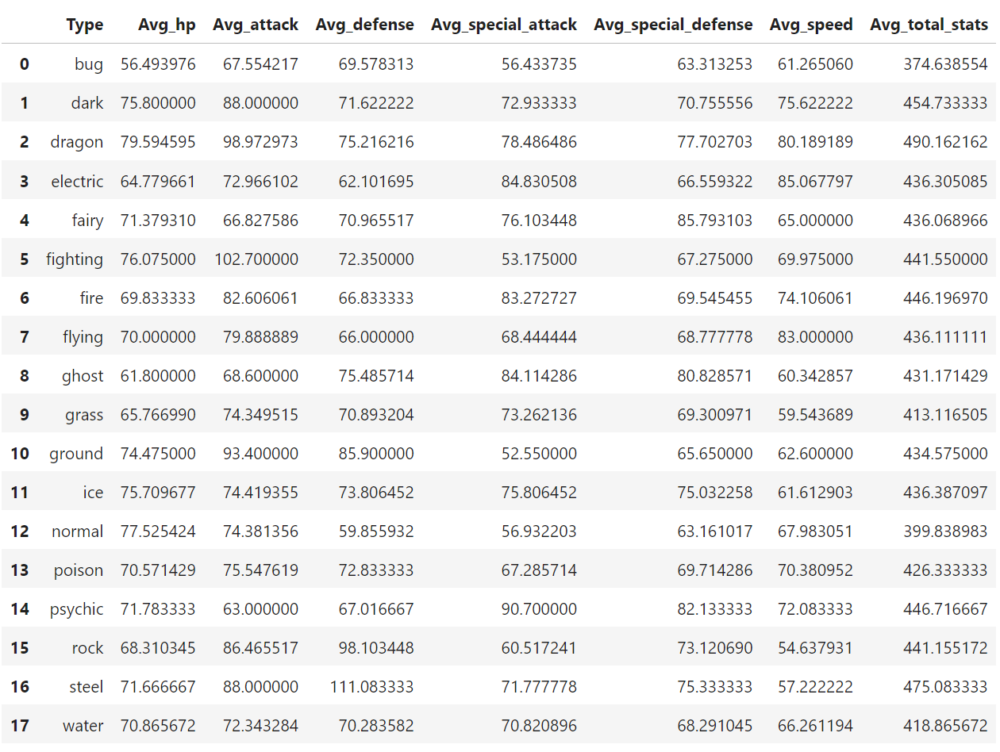 Type Avg_hp Avg_attack Avg_defense Avg_special_attack Avg_special_defense Avg_speed Avg_total_stats
0 bug 56.493976 67.554217 69.578313 56.433735 63.313253 61.265060 374.638554
1 dark 75.800000 88.000000 71.622222 72.933333 70.755556 75.622222 454.733333
2 dragon 79.594595 98.972973 75.216216 78.486486 77.702703 80.189189 490.162162
3 electric 64.779661 72.966102 62.101695 84.830508 66.559322 85.067797 436.305085
4 fairy 71.379310 66.827586 70.965517 76.103448 85.793103 65.000000 436.068966
5 fighting 76.075000 102.700000 72.350000 53.175000 67.275000 69.975000 441.550000
6 fire 69.833333 82.606061 66.833333 83.272727 69.545455 74.106061 446.196970
7 flying 70.000000 79.888889 66.000000 68.444444 68.777778 83.000000 436.111111
8 ghost 61.800000 68.600000 75.485714 84.114286 80.828571 60.342857 431.171429
9 grass 65.766990 74.349515 70.893204 73.262136 69.300971 59.543689 413.116505
10 ground 74.475000 93.400000 85.900000 52.550000 65.650000 62.600000 434.575000
11 ice 75.709677 74.419355 73.806452 75.806452 75.032258 61.612903 436.387097
12 normal 77.525424 74.381356 59.855932 56.932203 63.161017 67.983051 399.838983
13 poison 70.571429 75.547619 72.833333 67.285714 69.714286 70.380952 426.333333
14 psychic 71.783333 63.000000 67.016667 90.700000 82.133333 72.083333 446.716667
15 rock 68.310345 86.465517 98.103448 60.517241 73.120690 54.637931 441.155172
16 steel 71.666667 88.000000 111.083333 71.777778 75.333333 57.222222 475.083333
17 water 70.865672 72.343284 70.283582 70.820896 68.291045 66.261194 418.865672